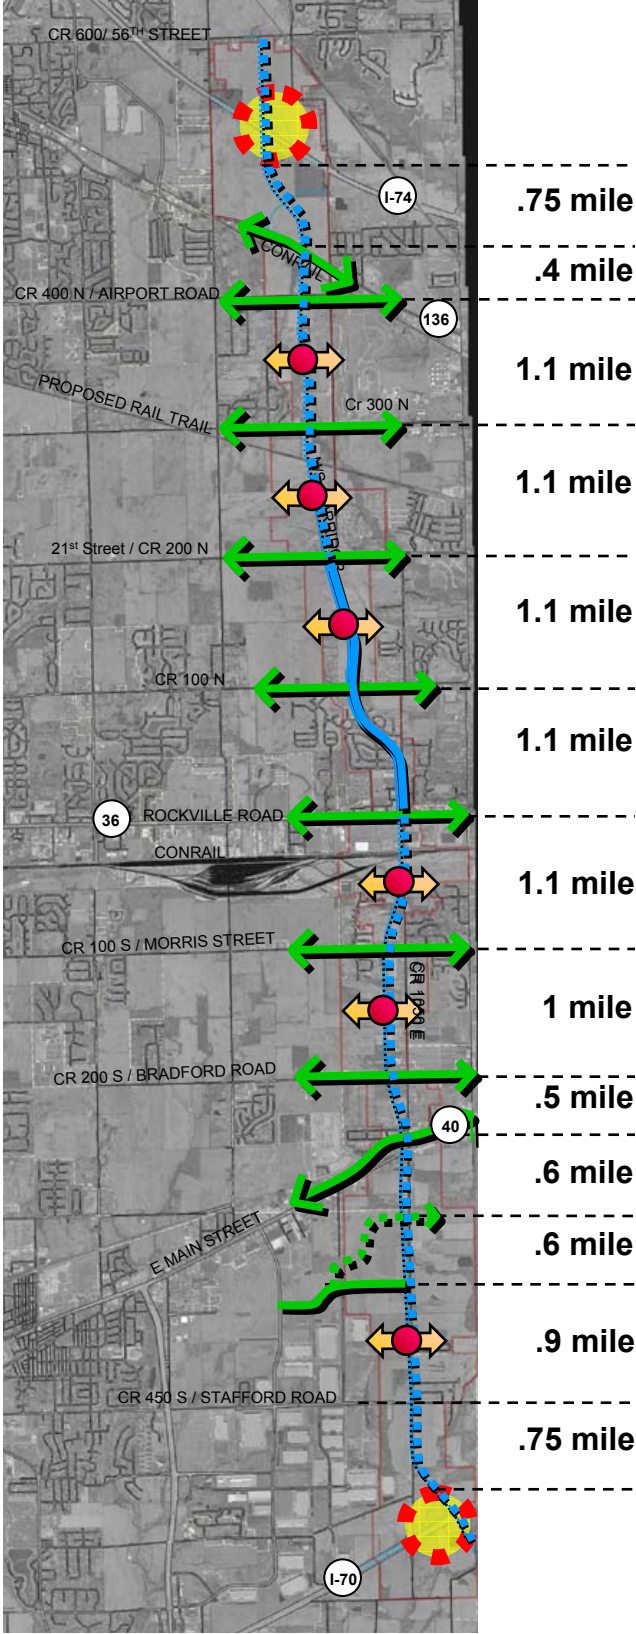 CR 600/ 56TH STREET
I-74
.75 mile
CONRAIL
.4 mile
CR 400 N / AIRPORT ROAD
136
1.1 mile
PROPOSED RAIL TRAIL
Cr 300 N
1.1 mile
21st Street / CR 200 N
1.1 mile
CR 100 N
1.1 mile
36
ROCKVILLE ROAD
CONRAIL
1.1 mile
CR 100 S / MORRIS STREET
CR 1050 E
1 mile
CR 200 S / BRADFORD ROAD
.5 mile
40
.6 mile
E MAIN STREET
.6 mile
.9 mile
CR 450 S / STAFFORD ROAD
.75 mile
I-70